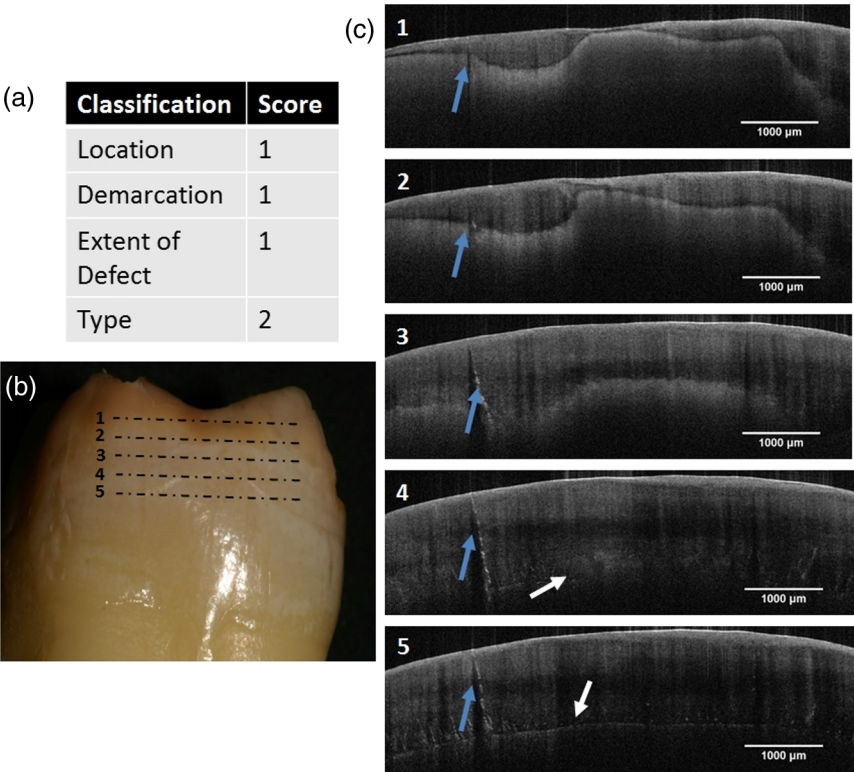 (a)
Classification Score
Location 1
Demarcation 1
Extent of 1
Defect
Type 2
(b)
1
2
3
4
5
(c)
1
1000 µm
2
1000 µm
3
1000 µm
4
1000 µm
5
1000 µm